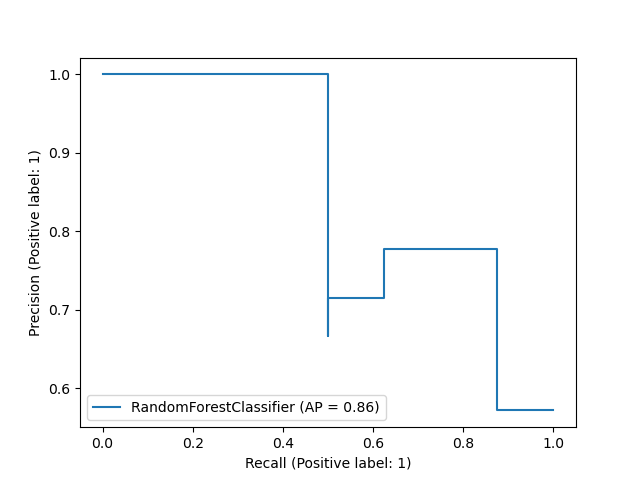 1.0
0.9
0.8
0.7
0.6
Precision (Positive label: 1)
RandomForestClassifier (AP = 0.86)
0.0 0.2 0.4 0.6 0.8 1.0
Recall (Positive label: 1)